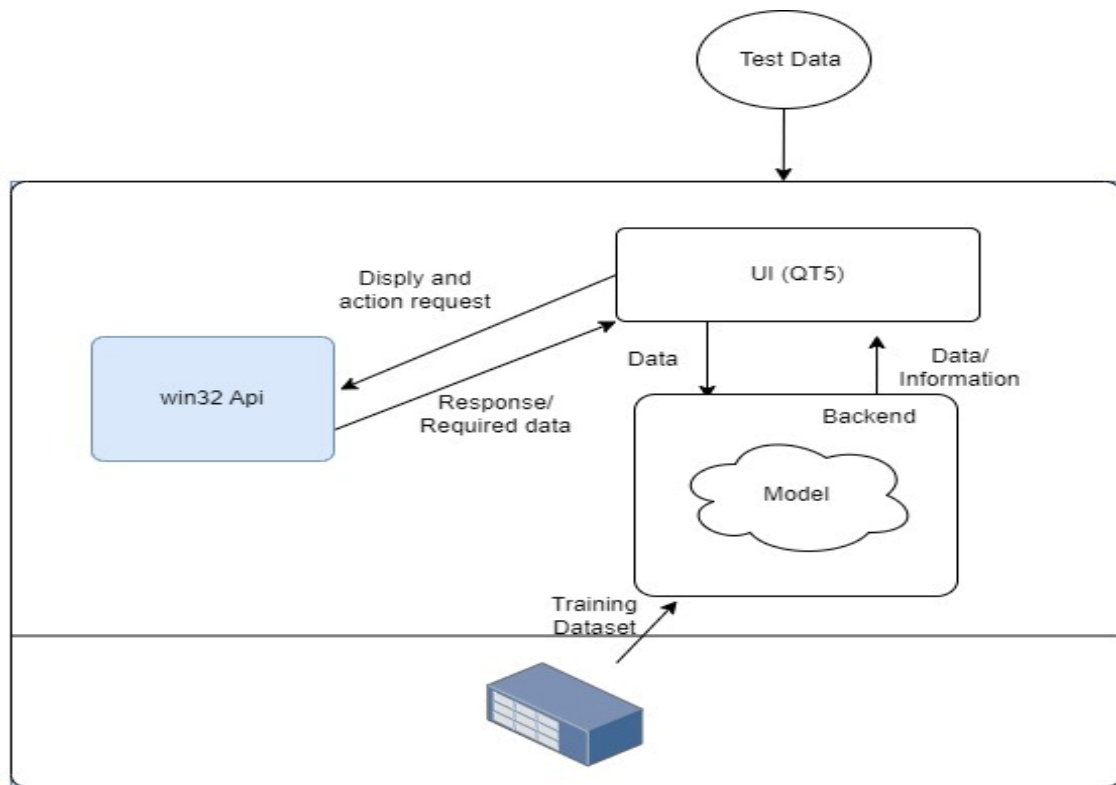 Test Data
UI (QT5)
Disply and
action request
win32 Api
Response/
Required data
Data
Data/
Information
Backend
Model
Training
Dataset